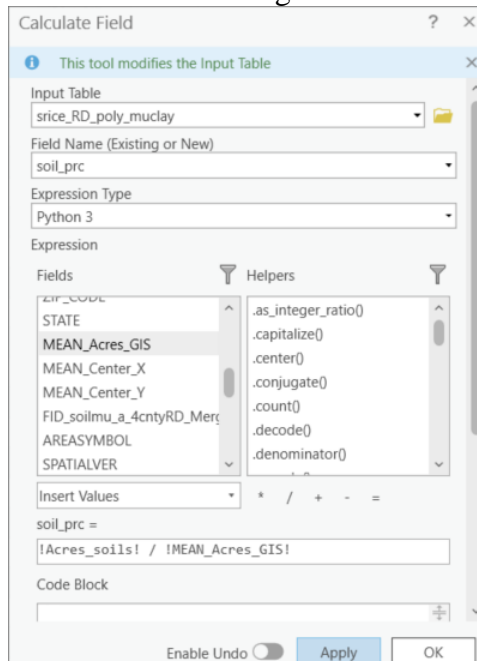 Calculate Field ? ×
This tool modifies the Input Table ×
Input Table
srice_RD_poly_muclay
Field Name (Existing or New)
soil_prc
Expression Type
Python 3
Expression
Fields Helpers
ZIP_CODE
STATE
MEAN_Acres_GIS
MEAN_Center_X
MEAN_Center_Y
FID_soilmu_a_4cntyRD_Merg
AREASYMBOL
SPATIALVER
.as_integer_ratio()
.capitalize()
.center()
.conjugate()
.count()
.decode()
.denominator()
Insert Values * / + - =
soil_prc =
!Acres_soils! / !MEAN_Acres_GIS!
Code Block
Enable Undo Apply OK